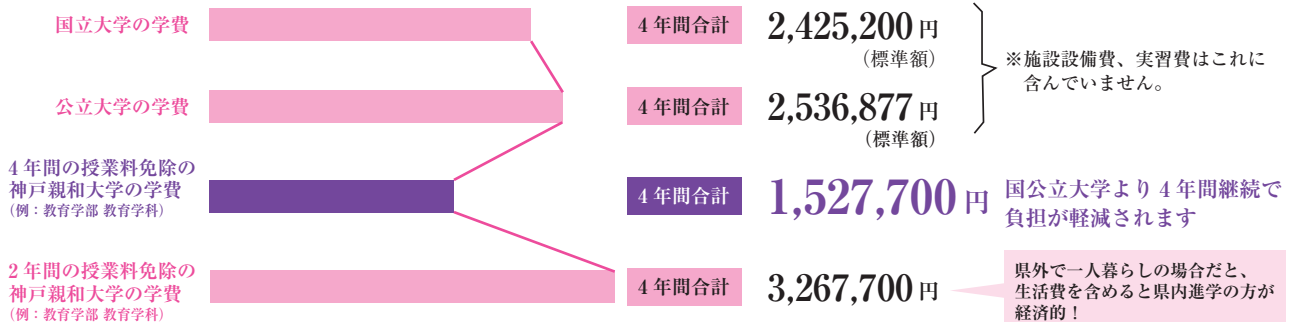 国立大学の学費
4年間合計
2,425,200円
(標準額)
公立大学の学費
4年間合計
2,536,877円
(標準額)
※施設設備費、実習費はこれに
含んでいません。
4年間の授業料免除の
神戸親和大学の学費
(例：教育学部 教育学科)
4年間合計
1,527,700円
国公立大学より4年間継続で
負担が軽減されます
2年間の授業料免除の
神戸親和大学の学費
(例：教育学部 教育学科)
4年間合計
3,267,700円
県外で一人暮らしの場合だと、
生活費を含めると県内進学の方が
経済的！